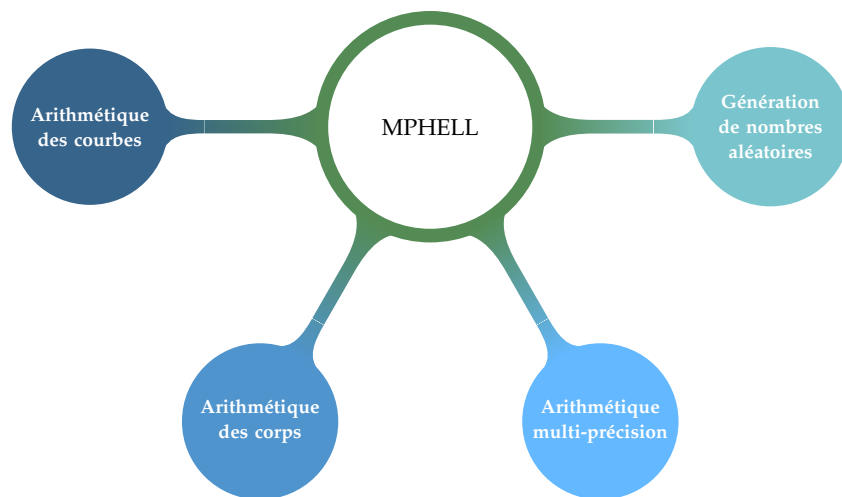 Arithmétique
des courbes
MPHELL
Génération
de nombres
aléatoires
Arithmétique
des corps
Arithmétique
multi-précision